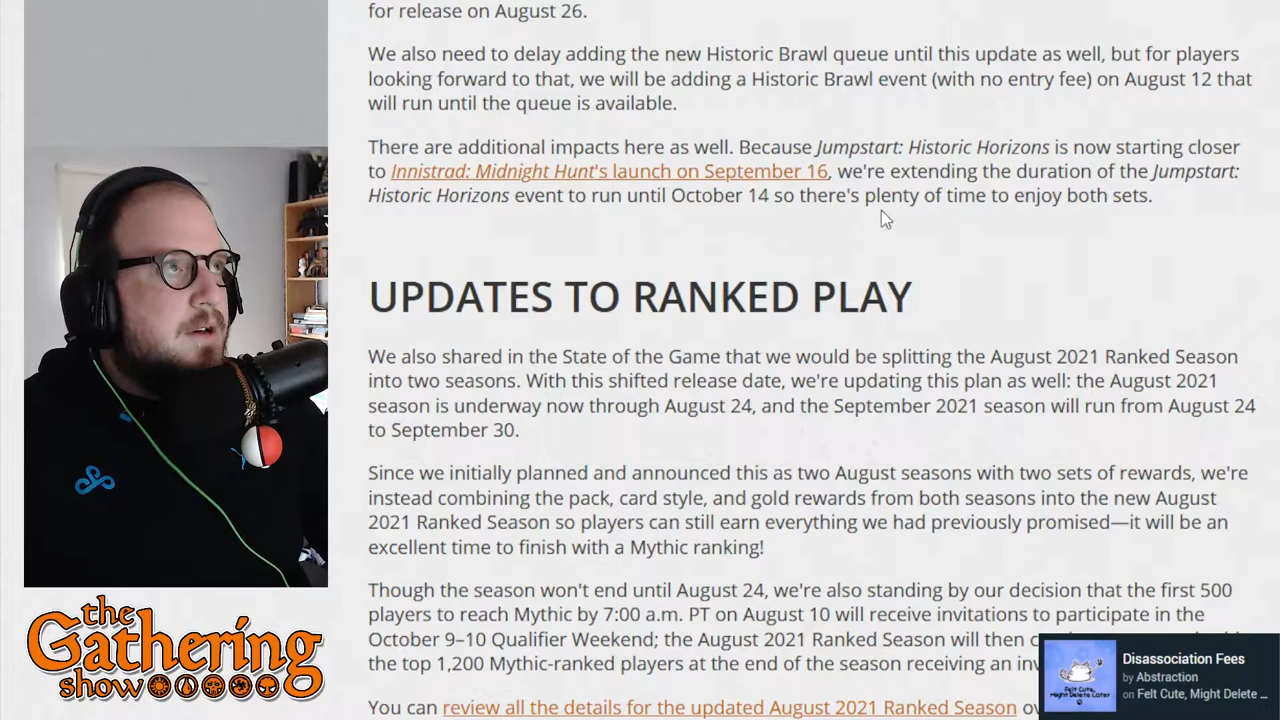 for release on August 26.
We also need to delay adding the new Historic Brawl queue until this update as well, but for players
looking forward to that, we will be adding a Historic Brawl event (with no entry fee) on August 12 that
will run until the queue is available.
There are additional impacts here as well. Because Jumpstart: Historic Horizons is now starting closer
to Innistrad: Midnight Hunt's launch on September 16, we're extending the duration of the Jumpstart:
Historic Horizons event to run until October 14 so there's plenty of time to enjoy both sets.
UPDATES TO RANKED PLAY
We also shared in the State of the Game that we would be splitting the August 2021 Ranked Season
into two seasons. With this shifted release date, we're updating this plan as well: the August 2021
season is underway now through August 24, and the September 2021 season will run from August 24
to September 30.
Since we initially planned and announced this as two August seasons with two sets of rewards, we're
instead combining the pack, card style, and gold rewards from both seasons into the new August
2021 Ranked Season so players can still earn everything we had previously promised—it will be an
excellent time to finish with a Mythic ranking!
Though the season won't end until August 24, we're also standing by our decision that the first 500
players to reach Mythic by 7:00 a.m. PT on August 10 will receive invitations to participate in the
October 9–10 Qualifier Weekend; the August 2021 Ranked Season will then
the top 1,200 Mythic-ranked players at the end of the season receiving an
You can review all the details for the updated August 2021 Ranked Season
the
Gathering
show
Felt Cute,
Might Delete Later
Disassociation Fees
by Abstraction
on Felt Cute, Might Delete ...